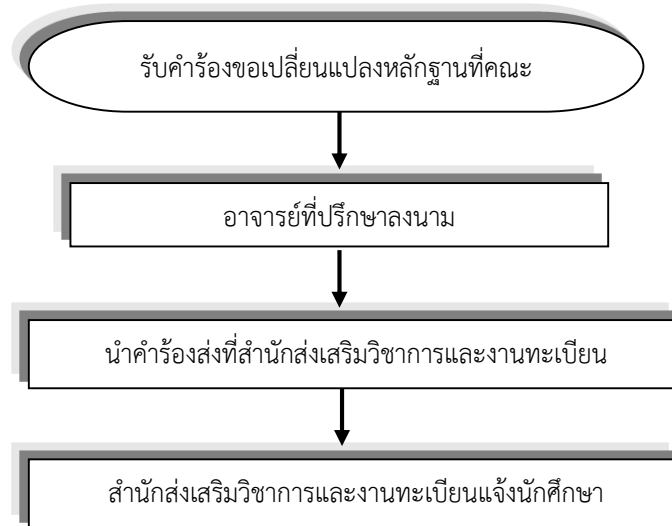 รับคำร้องขอเปลี่ยนแปลงหลักฐานที่คณะ
อาจารย์ที่ปรึกษาลงนาม
นำคำร้องส่งที่สำนักส่งเสริมวิชาการและงานทะเบียน
สำนักส่งเสริมวิชาการและงานทะเบียนแจ้งนักศึกษา